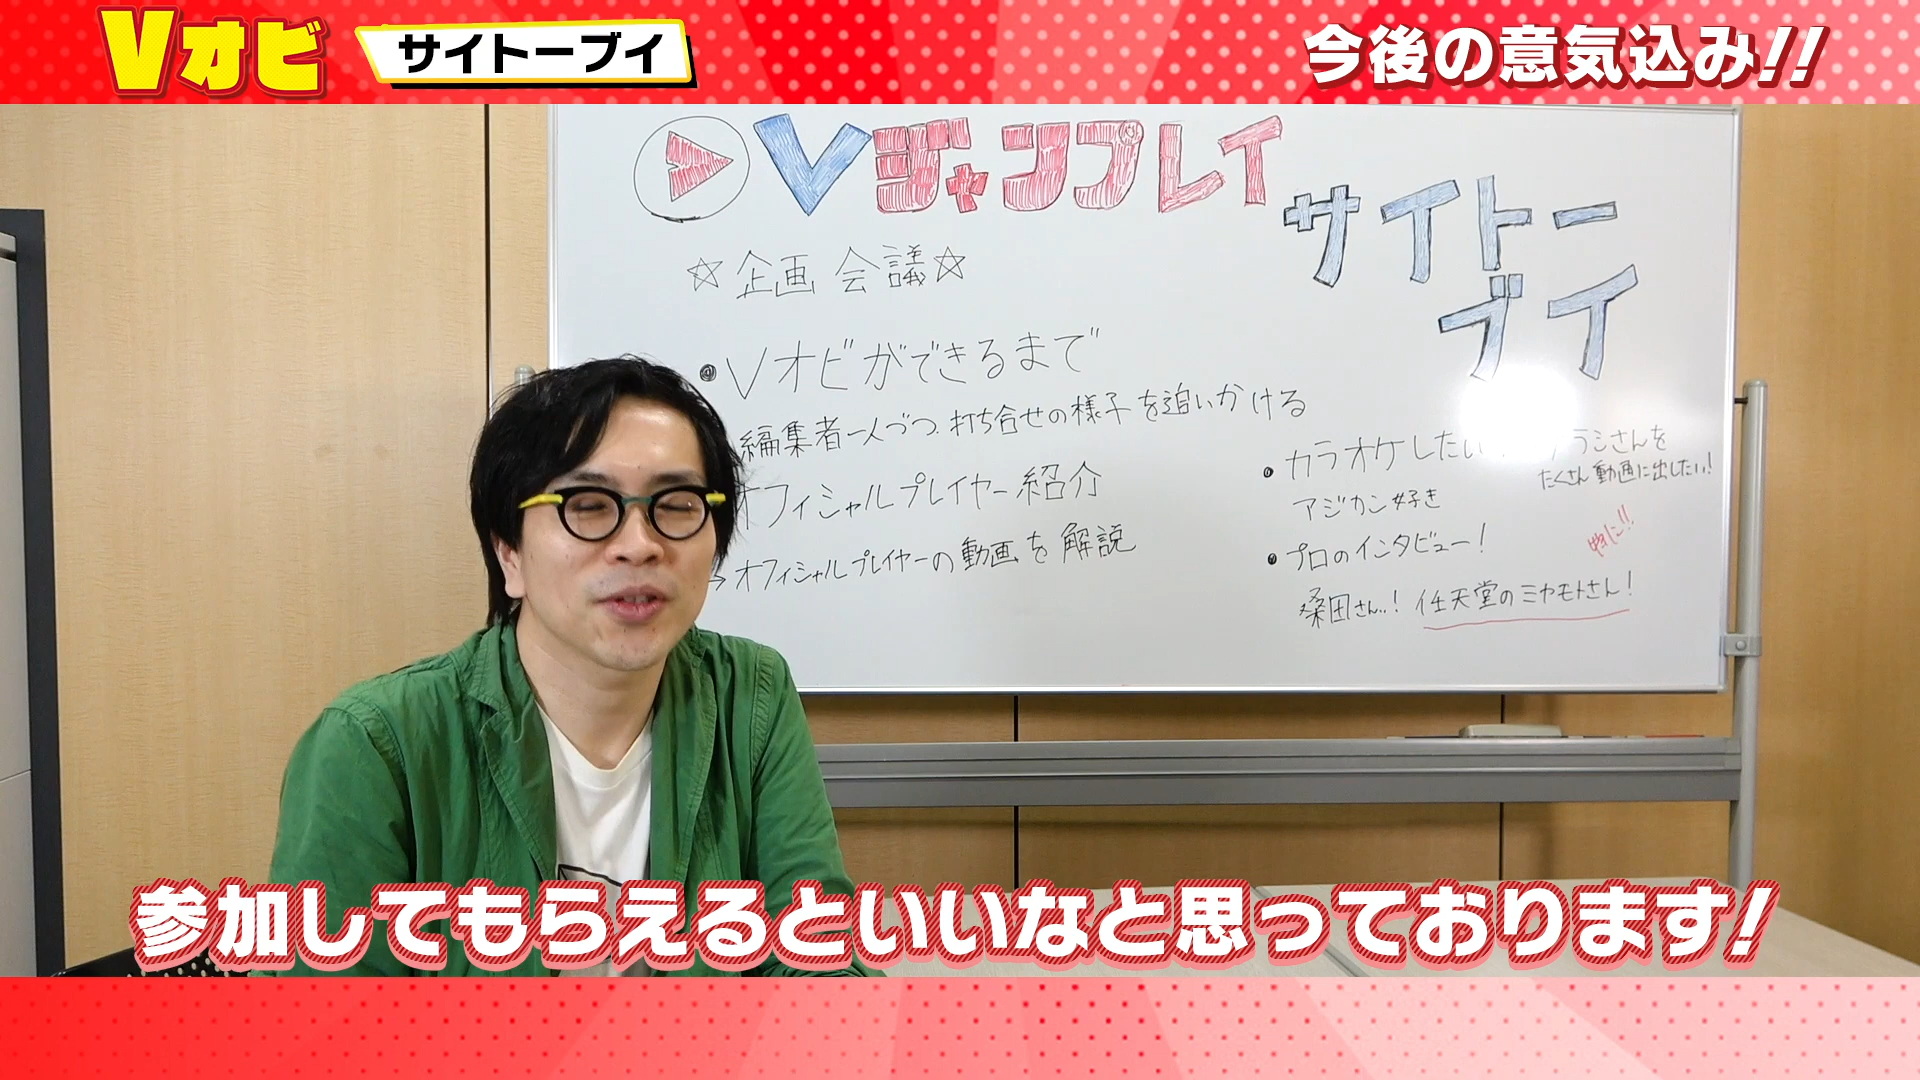 Vオビ
サイトーブイ
今後の意気込み!!
Vジャンプレイ
サイトー
ブイ
☆企画会議☆
・Vオビができるまで
編集者一人づつ、打ち合せの様子を追いかける
オフィシャルプレイヤー紹介
→オフィシャルプレイヤーの動画を解説
・カラオケしたい
ラシさんを
たくさん動画に出したい!
アジカン好き
特に!!
・プロのインタビュー!
桑田さん…! 任天堂のミヤモトさん!
参加してもらえるといいなと思っております!